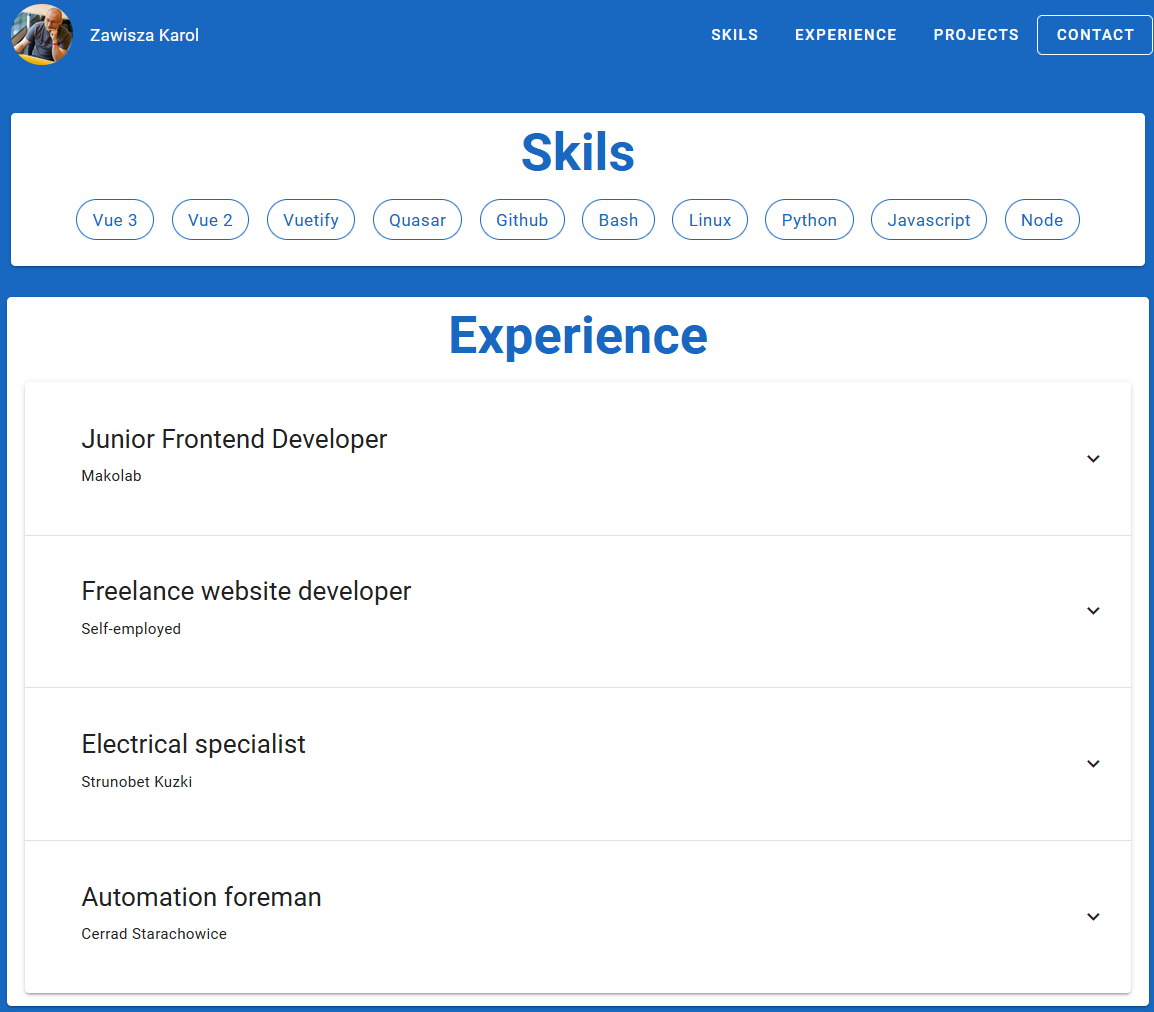 Zawisza Karol SKILS EXPERIENCE PROJECTS CONTACT
Skils
Vue 3 Vue 2 Vuetify Quasar Github Bash Linux Python Javascript Node
Experience
Junior Frontend Developer
Makolab
Freelance website developer
Self-employed
Electrical specialist
Strunobet Kuzki
Automation foreman
Cerrad Starachowice